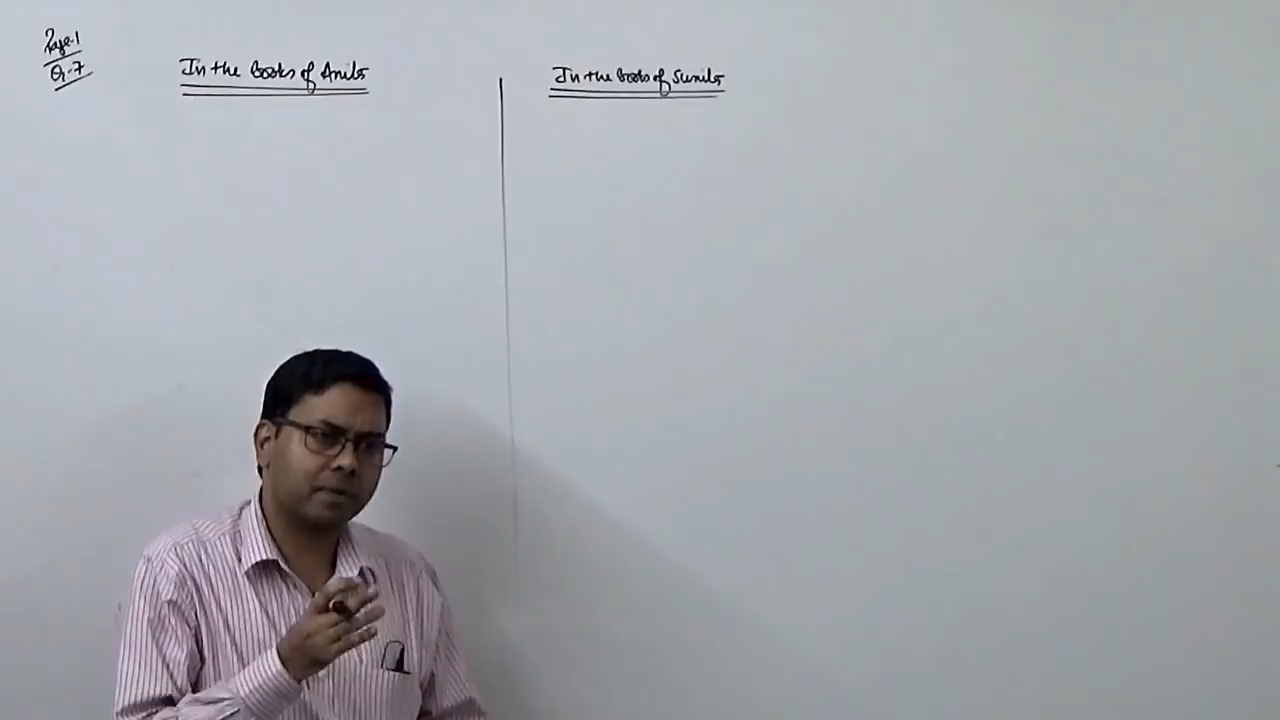 Page-1
Q-7
In the books of Anil
In the books of Sunil